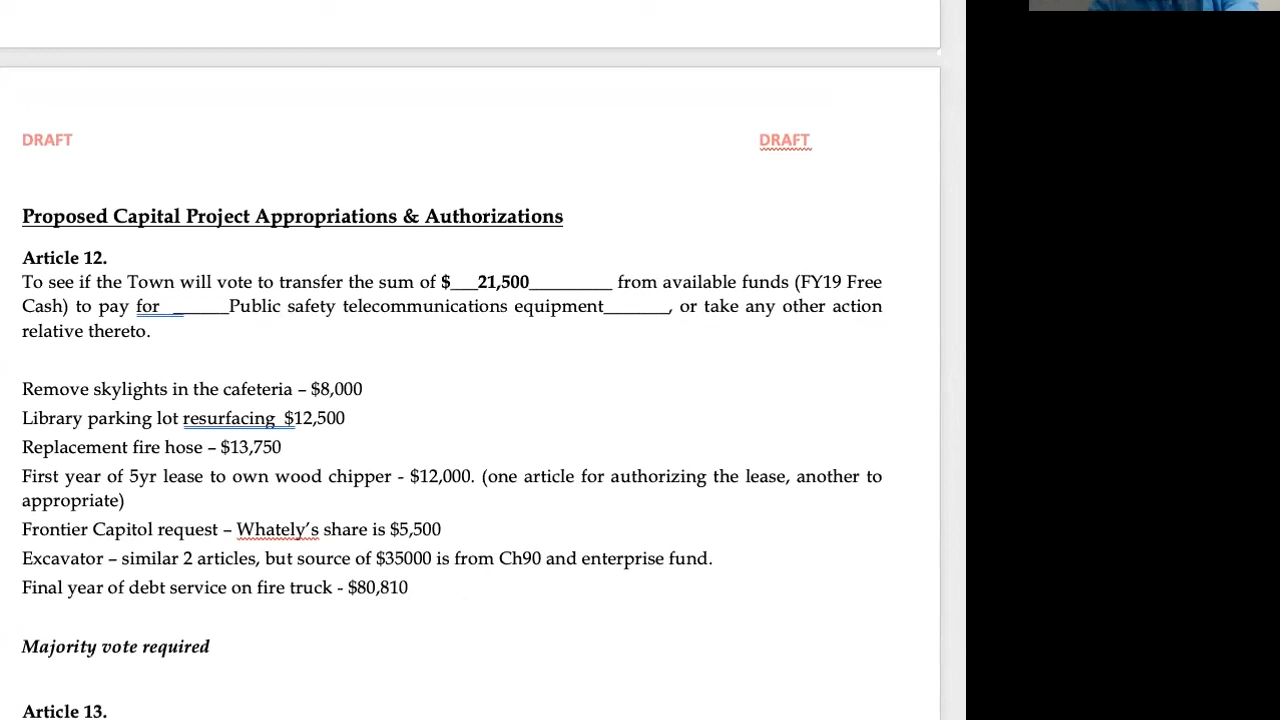 DRAFT DRAFT
Proposed Capital Project Appropriations & Authorizations
Article 12.
To see if the Town will vote to transfer the sum of $___21,500_________ from available funds (FY19 Free
Cash) to pay for ______Public safety telecommunications equipment_______, or take any other action
relative thereto.
Remove skylights in the cafeteria – $8,000
Library parking lot resurfacing  $12,500
Replacement fire hose – $13,750
First year of 5yr lease to own wood chipper - $12,000. (one article for authorizing the lease, another to
appropriate)
Frontier Capitol request – Whately’s share is $5,500
Excavator – similar 2 articles, but source of $35000 is from Ch90 and enterprise fund.
Final year of debt service on fire truck - $80,810
Majority vote required
Article 13.